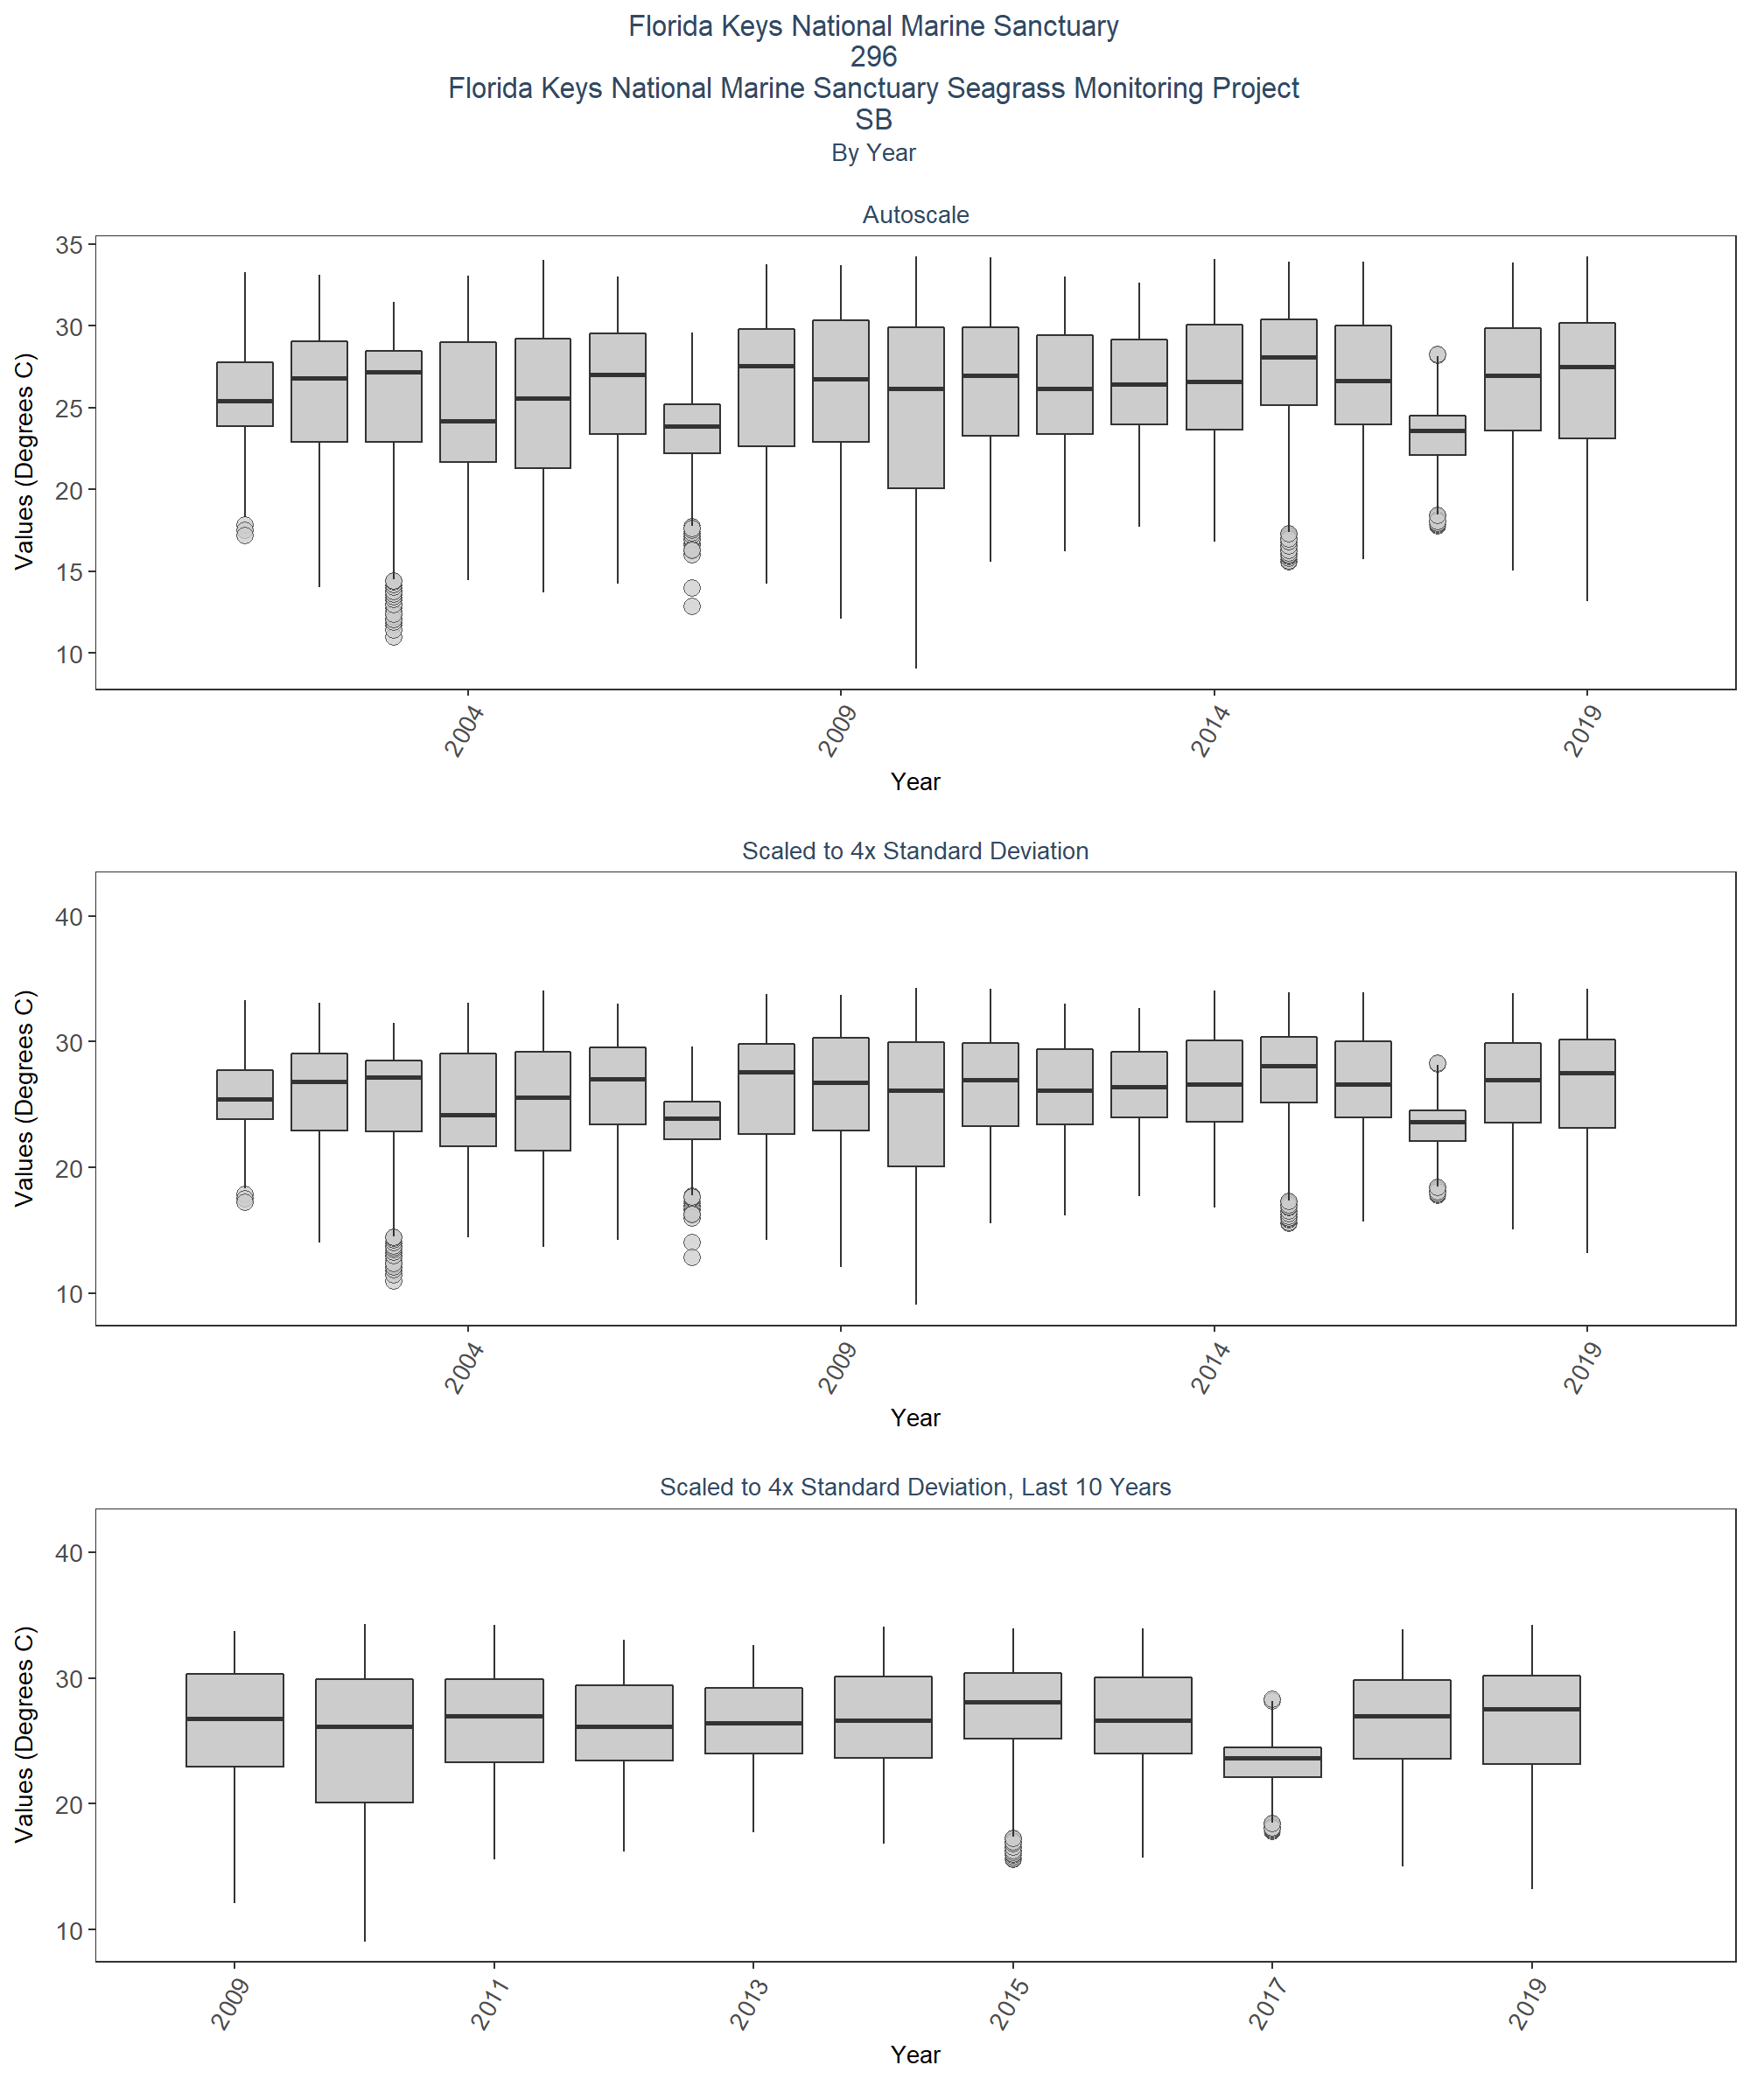 Florida Keys National Marine Sanctuary
296
Florida Keys National Marine Sanctuary Seagrass Monitoring Project
SB
By Year
Autoscale
Values (Degrees C)
35
30
25
20
15
10
2004
2009
2014
2019
Year
Scaled to 4x Standard Deviation
Values (Degrees C)
40
30
20
10
2004
2009
2014
2019
Year
Scaled to 4x Standard Deviation, Last 10 Years
Values (Degrees C)
40
30
20
10
2009
2011
2013
2015
2017
2019
Year